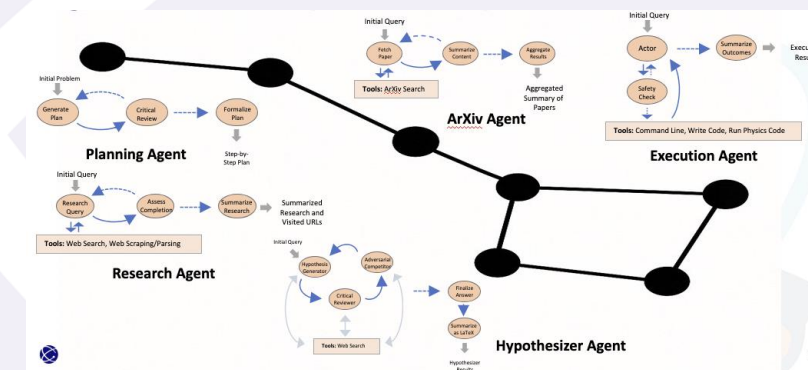 Initial Problem
Generate
Plan
Critical
Review
Formalize
Plan
Step-by-
Step Plan
Planning Agent
Initial Query
Fetch
Paper
Summarize
Content
Aggregate
Results
Tools: ArXiv Search
Aggregated
Summary of
Papers
ArXiv Agent
Initial Query
Actor
Summarize
Outcomes
Safety
Check
Tools: Command Line, Write Code, Run Physics Code
Execution Agent
Initial Query
Research
Query
Assess
Completion
Summarize
Research
Summarized
Research and
Visited URLs
Tools: Web Search, Web Scraping/Parsing
Research Agent
Initial Query
Hypothesis
Generator
Adversarial
Competitor
Critical
Reviewer
Tools: Web Search
Finalize
Answer
Summarize
as LaTeX
Hypothesizer
Results
Hypothesizer Agent